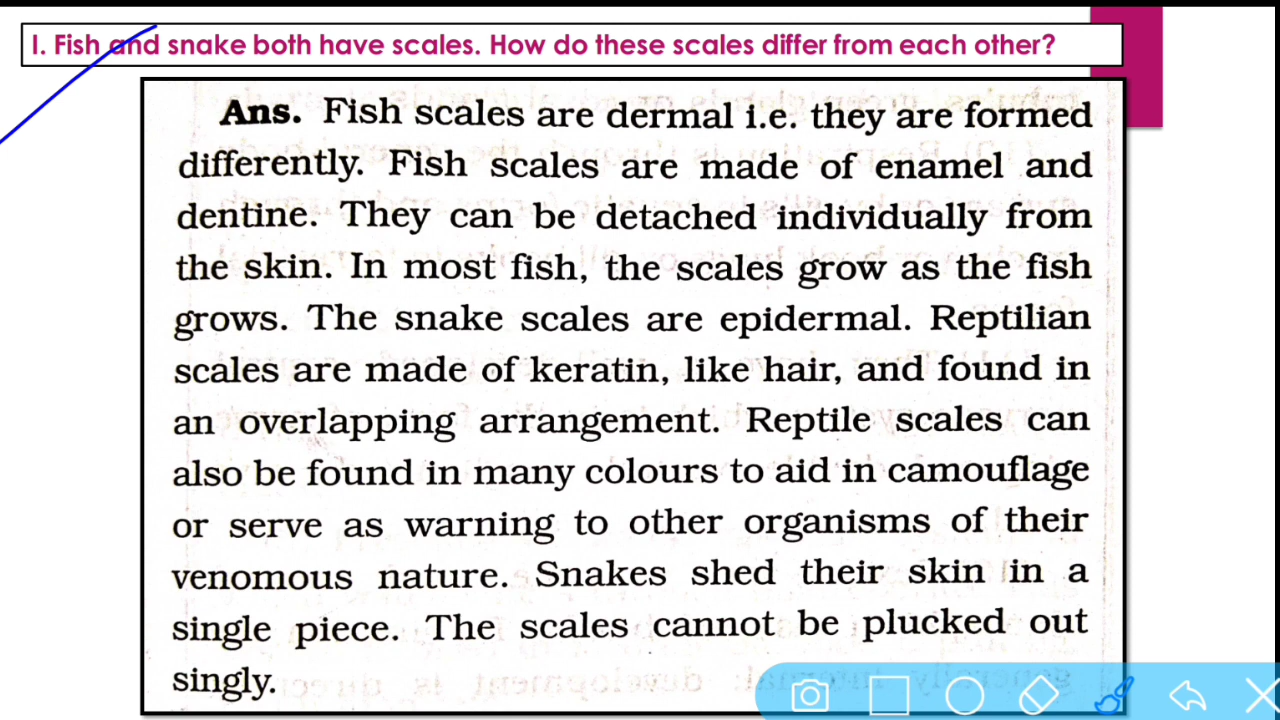 I. Fish and snake both have scales. How do these scales differ from each other?
Ans. Fish scales are dermal i.e. they are formed
differently. Fish scales are made of enamel and
dentine. They can be detached individually from
the skin. In most fish, the scales grow as the fish
grows. The snake scales are epidermal. Reptilian
scales are made of keratin, like hair, and found in
an overlapping arrangement. Reptile scales can
also be found in many colours to aid in camouflage
or serve as warning to other organisms of their
venomous nature. Snakes shed their skin in a
single piece. The scales cannot be plucked out
singly.